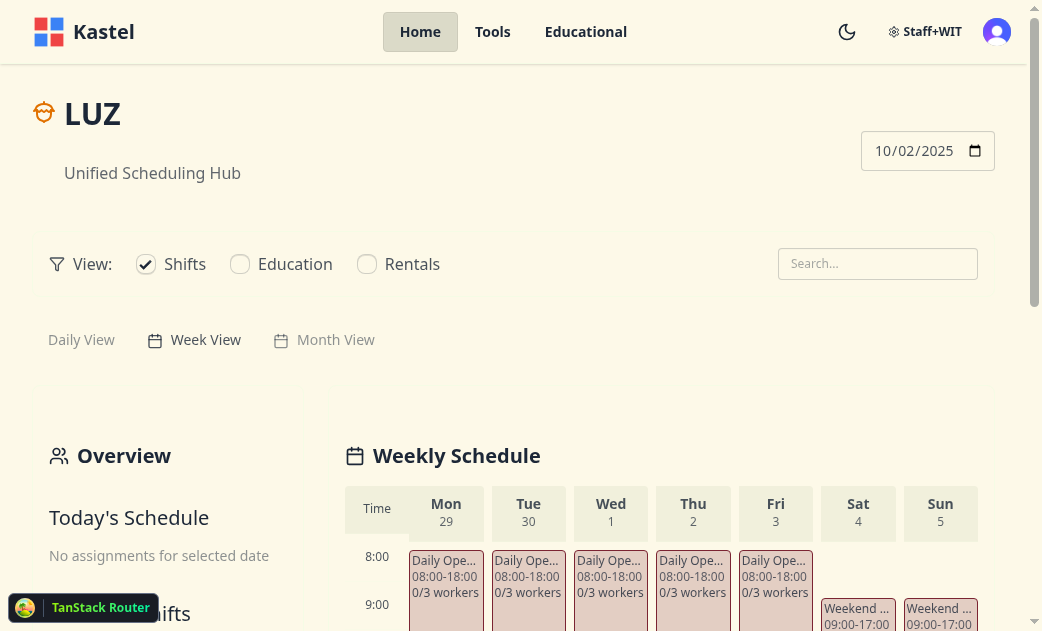 Kastel
Home
Tools
Educational
Staff+WIT
LUZ
Unified Scheduling Hub
10/02/2025
View:
Shifts
Education
Rentals
Search...
Daily View
Week View
Month View
Overview
Today's Schedule
No assignments for selected date
Weekly Schedule
Time
Mon
29
Tue
30
Wed
1
Thu
2
Fri
3
Sat
4
Sun
5
8:00
Daily Ope...
08:00-18:00
0/3 workers
Daily Ope...
08:00-18:00
0/3 workers
Daily Ope...
08:00-18:00
0/3 workers
Daily Ope...
08:00-18:00
0/3 workers
Daily Ope...
08:00-18:00
0/3 workers
9:00
Weekend ...
09:00-17:00
Weekend ...
09:00-17:00
TanStack Router